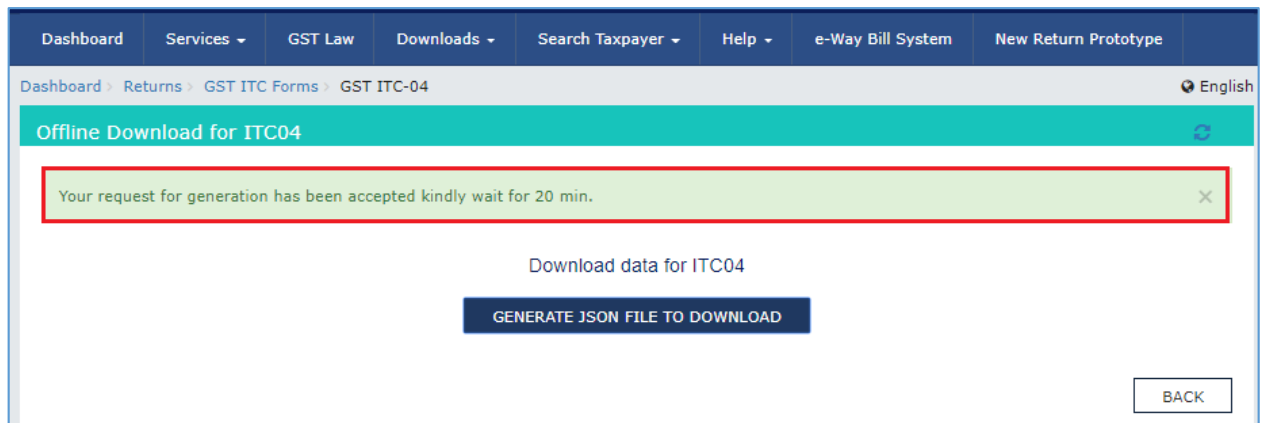 Dashboard Services GST Law Downloads Search Taxpayer Help e-Way Bill System New Return Prototype
Dashboard > Returns > GST ITC Forms > GST ITC-04 English
Offline Download for ITC04
Your request for generation has been accepted kindly wait for 20 min. ×
Download data for ITC04
GENERATE JSON FILE TO DOWNLOAD
BACK